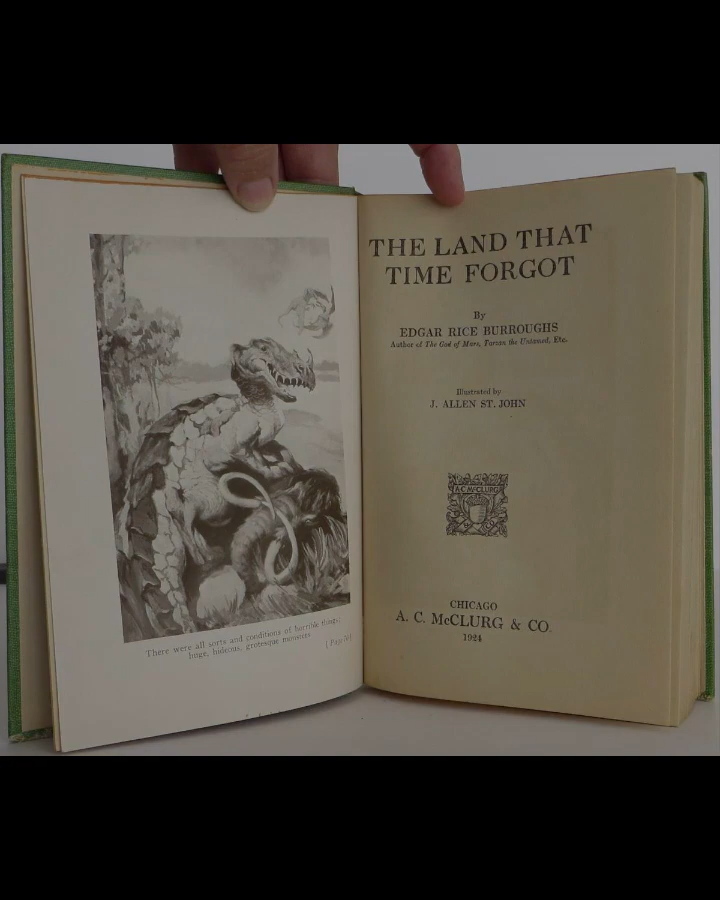 There were all sorts and conditions of horrible things;
huge, hideous, grotesque monsters
THE LAND THAT
TIME FORGOT
By
EDGAR RICE BURROUGHS
Author of The God of Mars, Tarzan the Untamed, Etc.
Illustrated by
J. ALLEN ST. JOHN
A.C. McCLURG
CHICAGO
A. C. McCLURG & CO.
1924